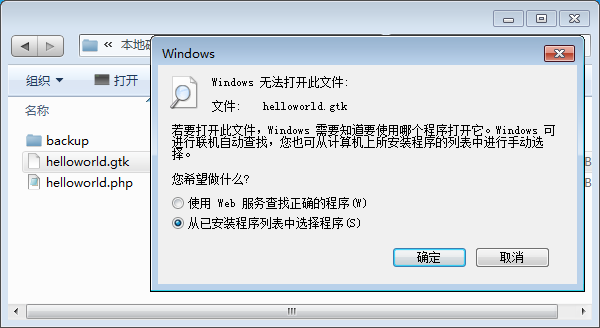 « 本地磁
组织 打开
名称
backup
helloworld.gtk
helloworld.php
Windows
Windows 无法打开此文件:
文件: helloworld.gtk
若要打开此文件，Windows 需要知道要使用哪个程序打开它。Windows 可
进行联机自动查找，您也可从计算机上所安装程序的列表中进行手动选
择。
您希望做什么?
使用 Web 服务查找正确的程序(W)
从已安装程序列表中选择程序(S)
确定 取消